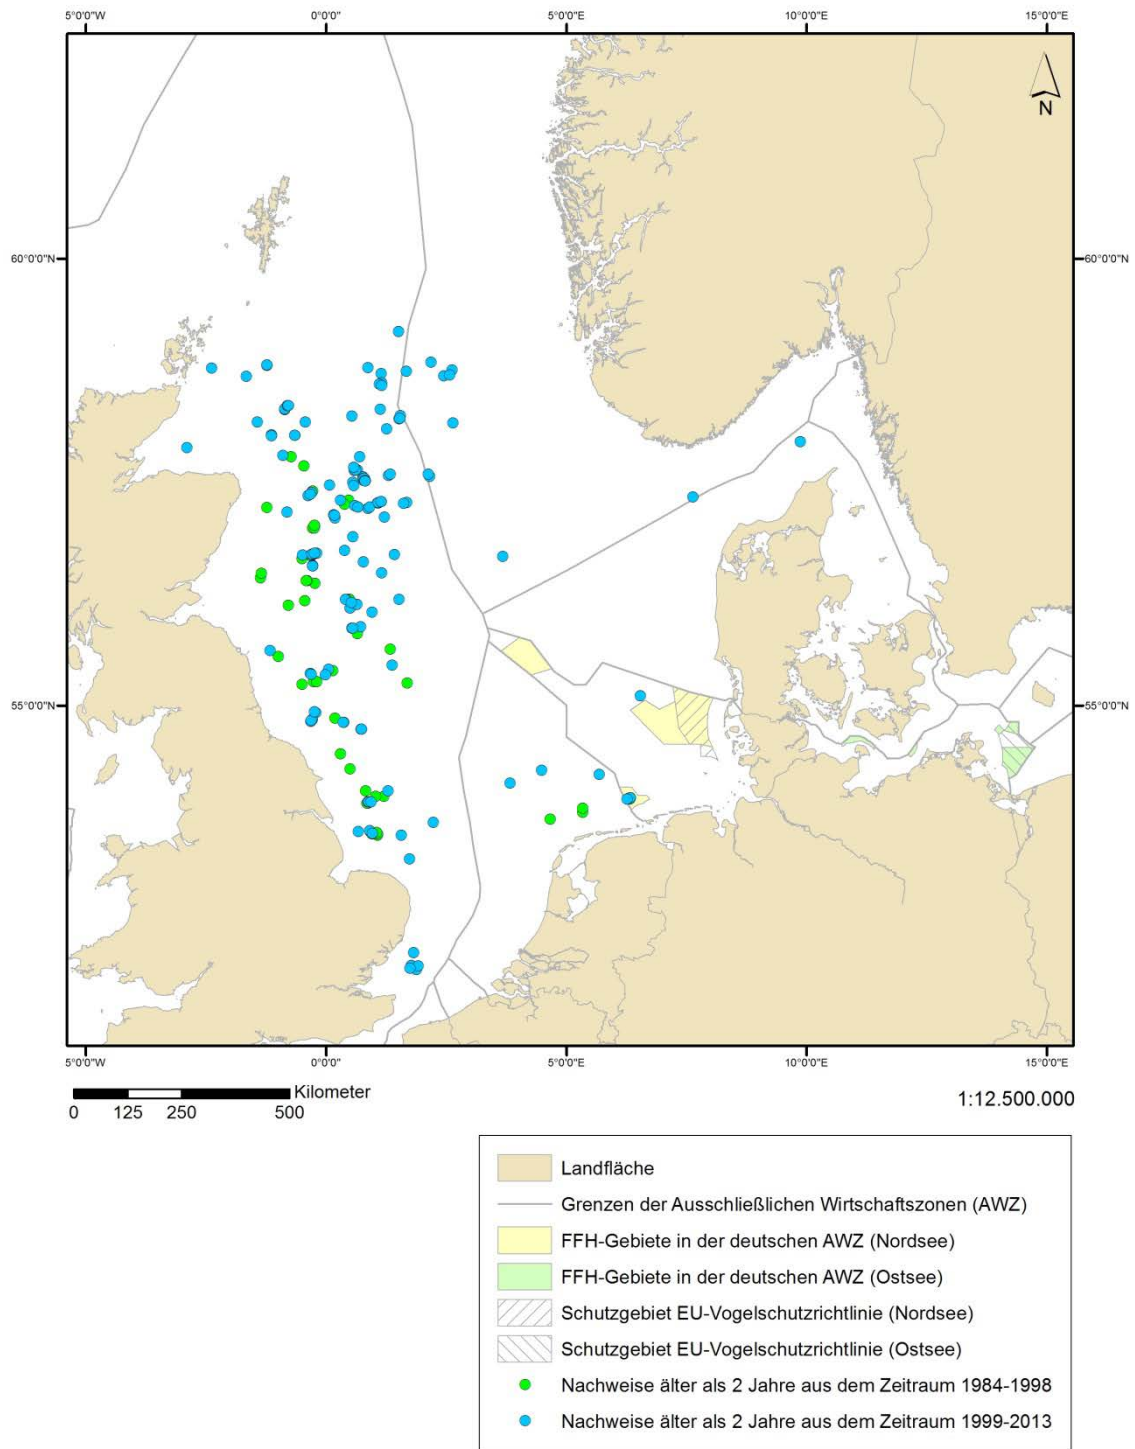 5°0'0"W 0°0'0" 5°0'0"E 10°0'0"E 15°0'0"E
N
60°0'0"N 60°0'0"N
55°0'0"N 55°0'0"N
5°0'0"W 0°0'0" 5°0'0"E 10°0'0"E 15°0'0"E
Kilometer
0 125 250 500
1:12.500.000
Landfläche
Grenzen der Ausschließlichen Wirtschaftszonen (AWZ)
FFH-Gebiete in der deutschen AWZ (Nordsee)
FFH-Gebiete in der deutschen AWZ (Ostsee)
Schutzgebiet EU-Vogelschutzrichtlinie (Nordsee)
Schutzgebiet EU-Vogelschutzrichtlinie (Ostsee)
Nachweise älter als 2 Jahre aus dem Zeitraum 1984-1998
Nachweise älter als 2 Jahre aus dem Zeitraum 1999-2013